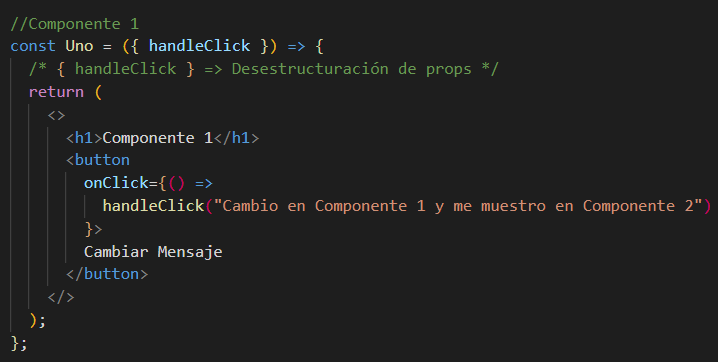 //Componente 1
const Uno = ({ handleClick }) => {
/* { handleClick } => Desestructuración de props */
return (
<>
<h1>Componente 1</h1>
<button
onClick={() =>
handleClick("Cambio en Componente 1 y me muestro en Componente 2")
}>
Cambiar Mensaje
</button>
</>
);
};